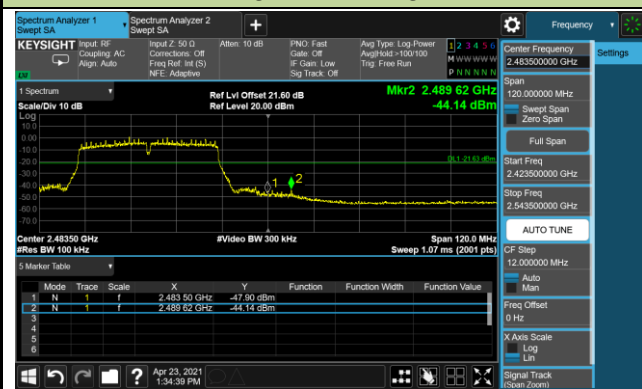 Spectrum Analyzer 1
Swept SA
Spectrum Analyzer 2
Swept SA
Frequency
KEYSIGHT
Input: RF
Coupling: AC
Align: Auto
Input Z: 50 Ω
Corrections: Off
Freq Ref: Int (S)
NFE: Adaptive
Atten: 10 dB
PNO: Fast
Gate: Off
IF Gain: Low
Sig Track: Off
Avg Type: Log-Power
Avg|Hold:>100/100
Trig: Free Run
1 2 3 4 5 6
M W W W W W
P N N N N N
LXI
1 Spectrum
Scale/Div 10 dB
Ref Lvl Offset 21.60 dB
Ref Level 20.00 dBm
Mkr2 2.489 62 GHz
-44.14 dBm
Log
10.0
0.00
-10.0
-20.0
-30.0
-40.0
-50.0
-60.0
-70.0
DL1 -21.63 dBm
1
2
Center 2.48350 GHz
#Res BW 100 kHz
#Video BW 300 kHz
Span 120.0 MHz
Sweep 1.07 ms (2001 pts)
5 Marker Table
Mode Trace Scale X Y Function Function Width Function Value
1 N 1 f 2.483 50 GHz -47.90 dBm
2 N 1 f 2.489 62 GHz -44.14 dBm
3
4
5
6
Apr 23, 2021
1:34:39 PM
Center Frequency
2.483500000 GHz
Settings
Span
120.000000 MHz
Swept Span
Zero Span
Full Span
Start Freq
2.423500000 GHz
Stop Freq
2.543500000 GHz
AUTO TUNE
CF Step
12.000000 MHz
Auto
Man
Freq Offset
0 Hz
X Axis Scale
Log
Lin
Signal Track
(Span Zoom)